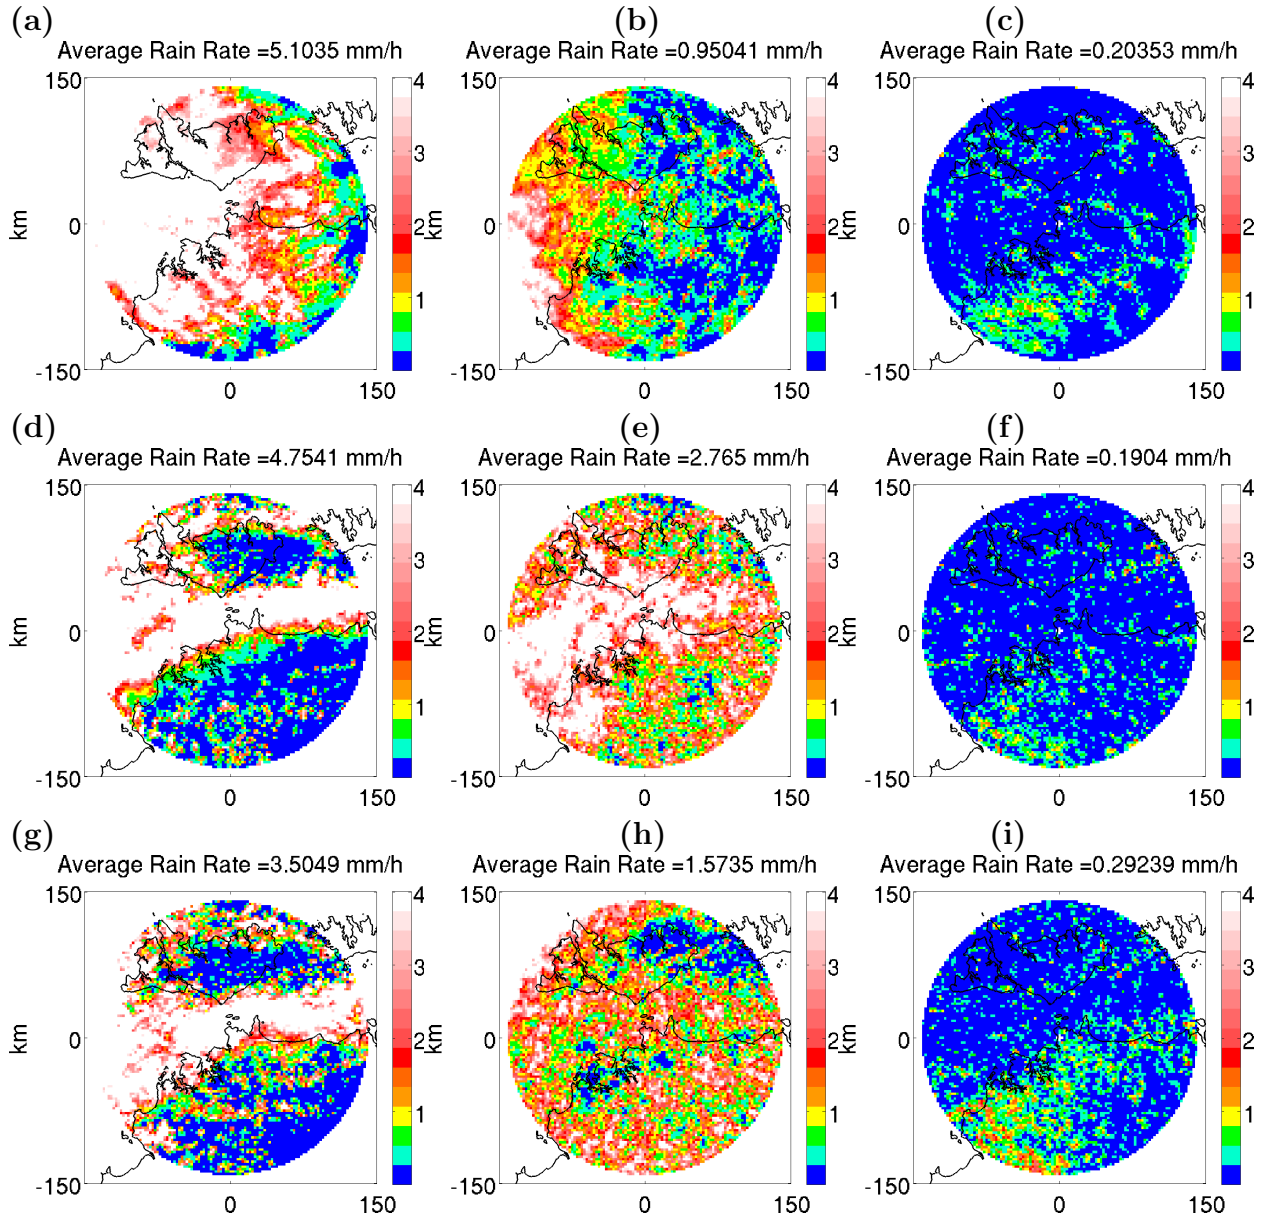 (a) (b) (c)
Average Rain Rate =5.1035 mm/h Average Rain Rate =0.95041 mm/h Average Rain Rate =0.20353 mm/h
150 4 150 4 150 4
3 3 3
km 0 2 km 0 2 km 0 2
1 1 1
-150 -150 -150
0 150 0 150 0 150
(d) (e) (f)
Average Rain Rate =4.7541 mm/h Average Rain Rate =2.765 mm/h Average Rain Rate =0.1904 mm/h
150 4 150 4 150 4
3 3 3
km 0 2 km 0 2 km 0 2
1 1 1
-150 -150 -150
0 150 0 150 0 150
(g) (h) (i)
Average Rain Rate =3.5049 mm/h Average Rain Rate =1.5735 mm/h Average Rain Rate =0.29239 mm/h
150 4 150 4 150 4
3 3 3
km 0 2 km 0 2 km 0 2
1 1 1
-150 -150 -150
0 150 0 150 0 150